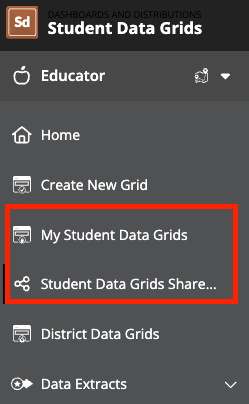 Sd
DASHBOARDS AND DISTRIBUTIONS
Student Data Grids
Educator
Home
Create New Grid
My Student Data Grids
Student Data Grids Share...
District Data Grids
Data Extracts